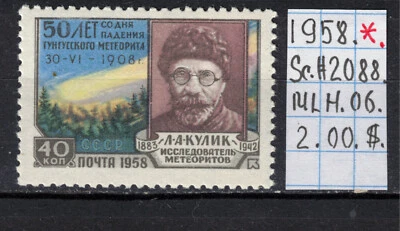 50 ЛЕТ СО ДНЯ
ПАДЕНИЯ
ТУНГУССКОГО МЕТЕОРИТА
30-VI-1908 г.
СССР
40
КОП
ПОЧТА 1958
1883 Л·А·КУЛИК 1942
ИССЛЕДОВАТЕЛЬ
МЕТЕОРИТОВ
ГЗ
1958. *.
Sc.#2088
MLH.06.
2.00.$.